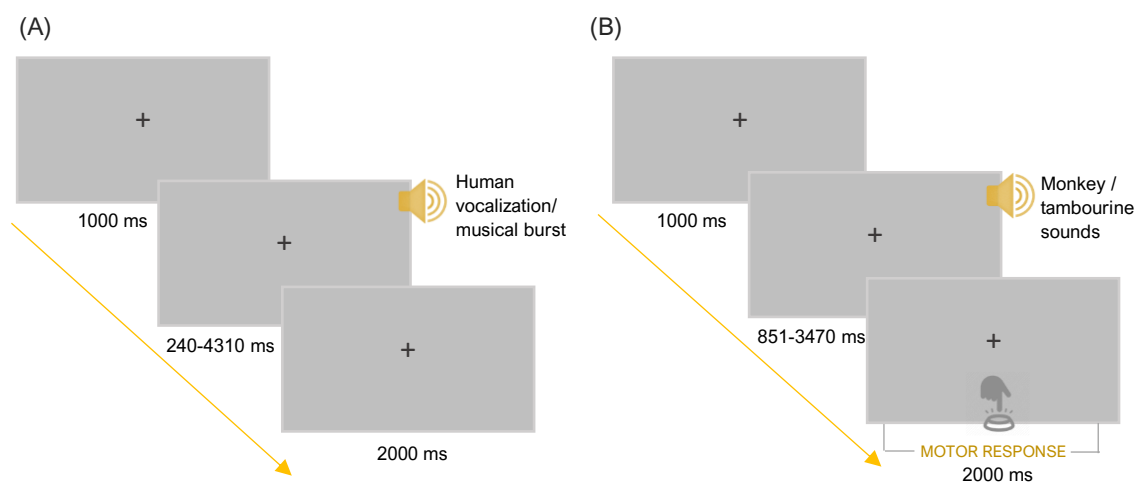 (A)
+
1000 ms
+
Human
vocalization/
musical burst
240-4310 ms
+
2000 ms
(B)
+
1000 ms
+
Monkey /
tambourine
sounds
851-3470 ms
+
MOTOR RESPONSE
2000 ms